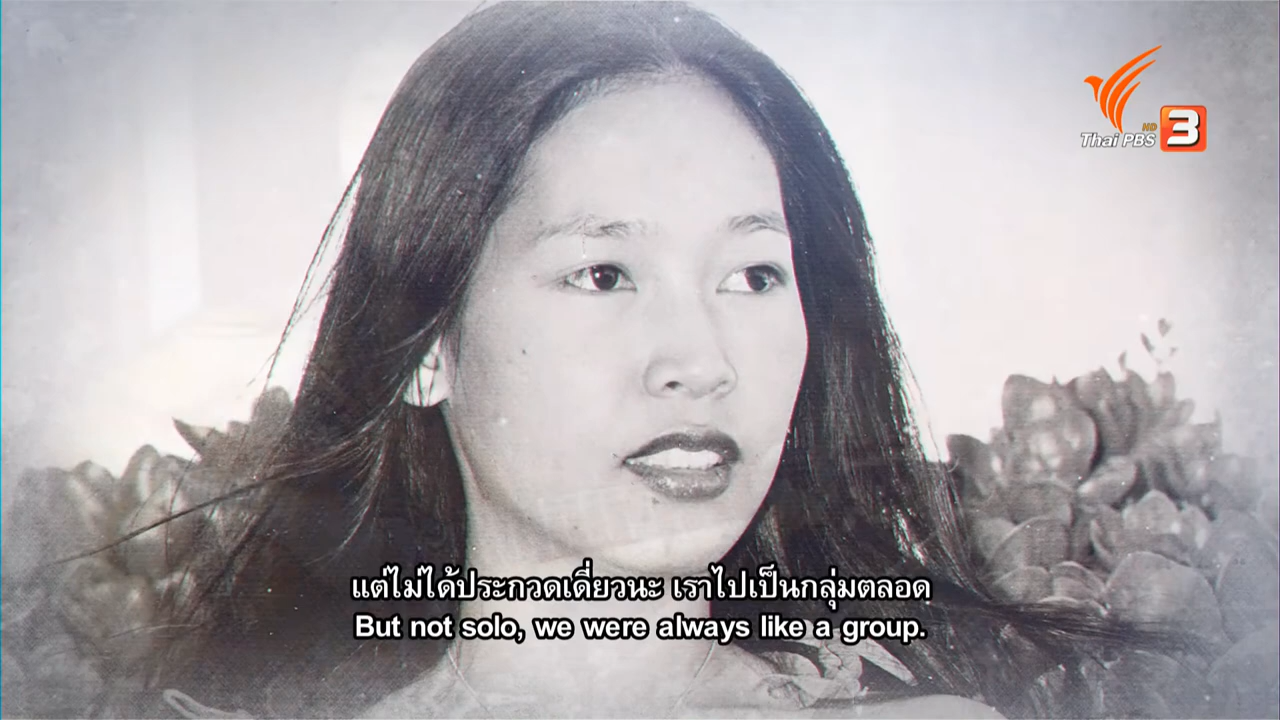 HD
Thai PBS 3
แต่ไม่ได้ประกวดเดี่ยวนะ เราไปเป็นกลุ่มตลอด
But not solo, we were always like a group.